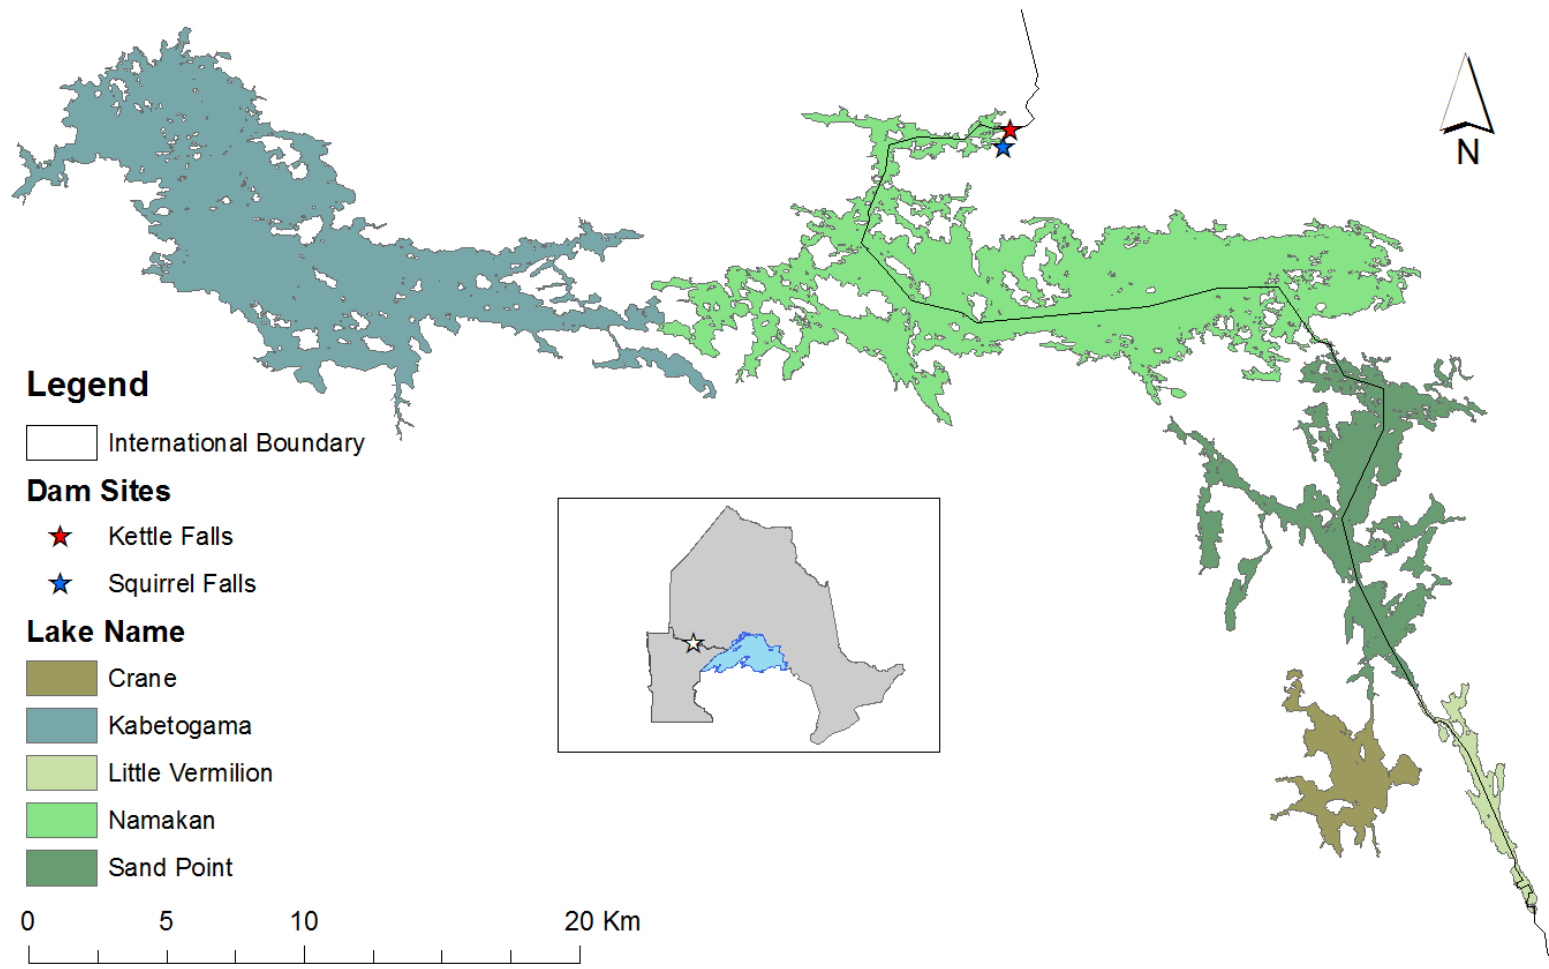 N
Legend
International Boundary
Dam Sites
Kettle Falls
Squirrel Falls
Lake Name
Crane
Kabetogama
Little Vermilion
Namakan
Sand Point
0 5 10 20 Km